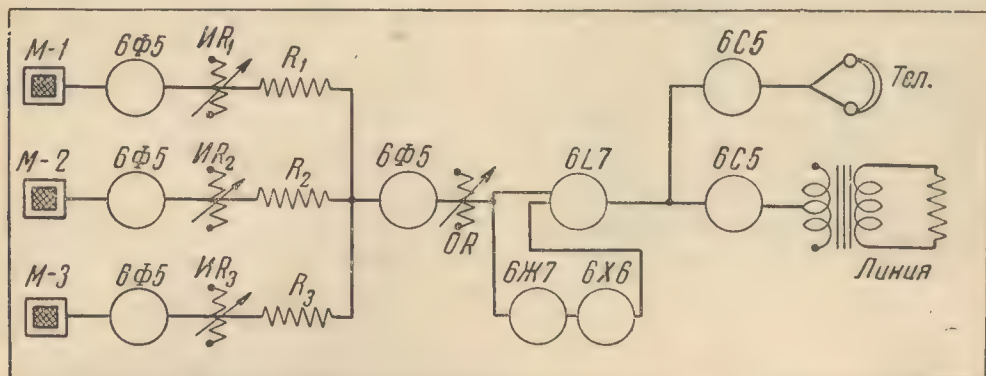 М-1 6Ф5 ИR₁ R₁
6С5 Тел.
М-2 6Ф5 ИR₂ R₂
6Ф5 OR 6L7 6С5
Линия
М-3 6Ф5 ИR₃ R₃
6Ж7 6Х6